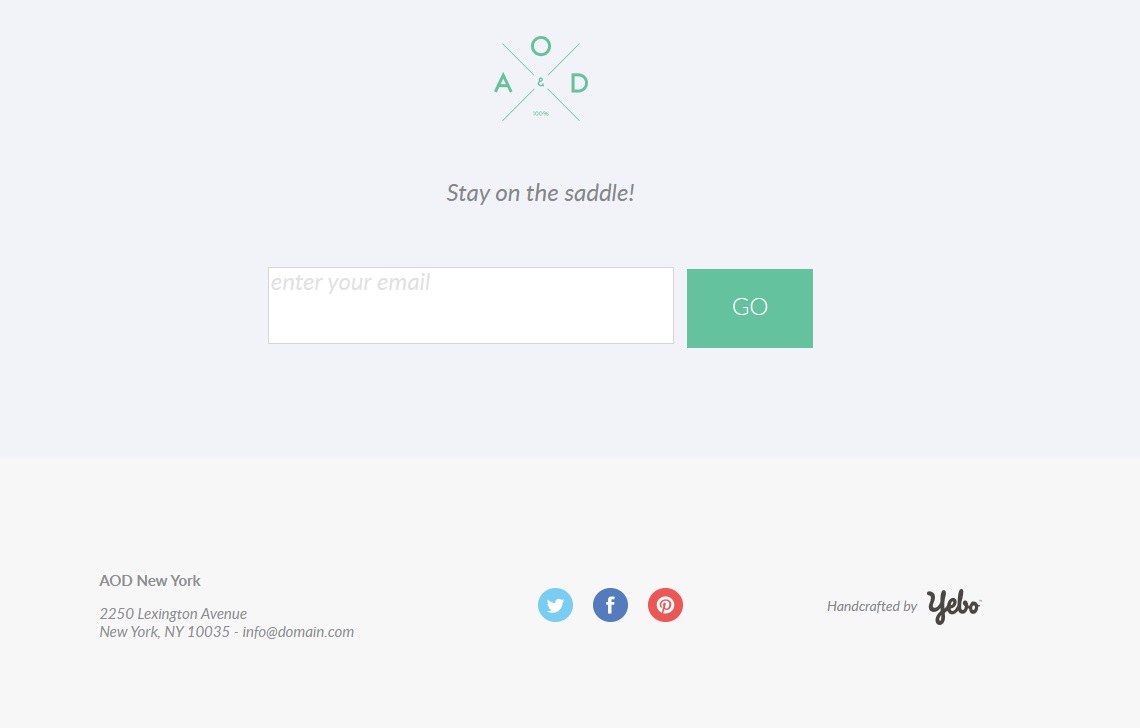 O
A & D
100%
Stay on the saddle!
enter your email
GO
AOD New York
2250 Lexington Avenue
New York, NY 10035 - info@domain.com
Handcrafted by Yebo